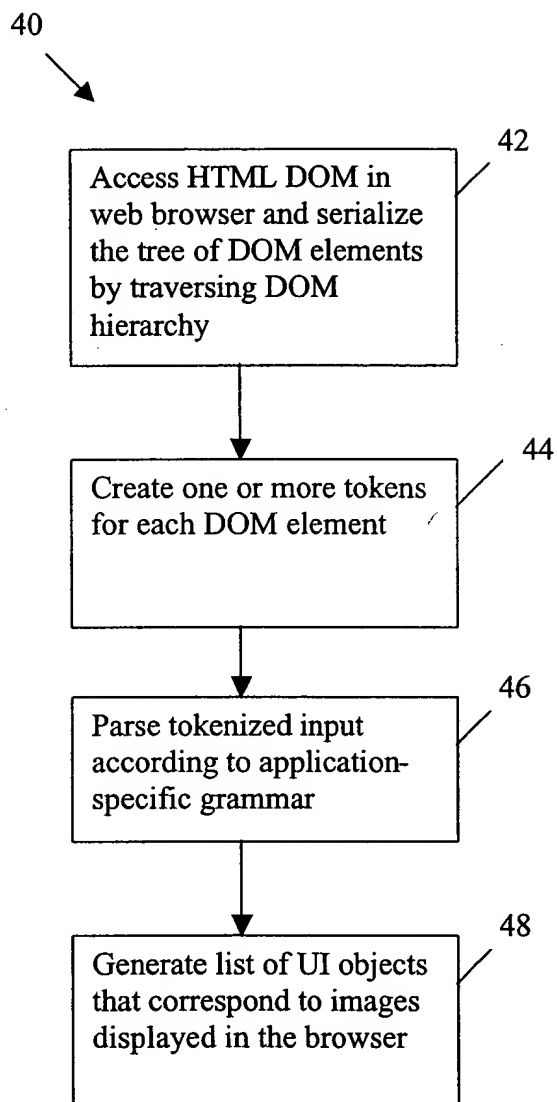 40
42
Access HTML DOM in
web browser and serialize
the tree of DOM elements
by traversing DOM
hierarchy
44
Create one or more tokens
for each DOM element
46
Parse tokenized input
according to application-
specific grammar
48
Generate list of UI objects
that correspond to images
displayed in the browser